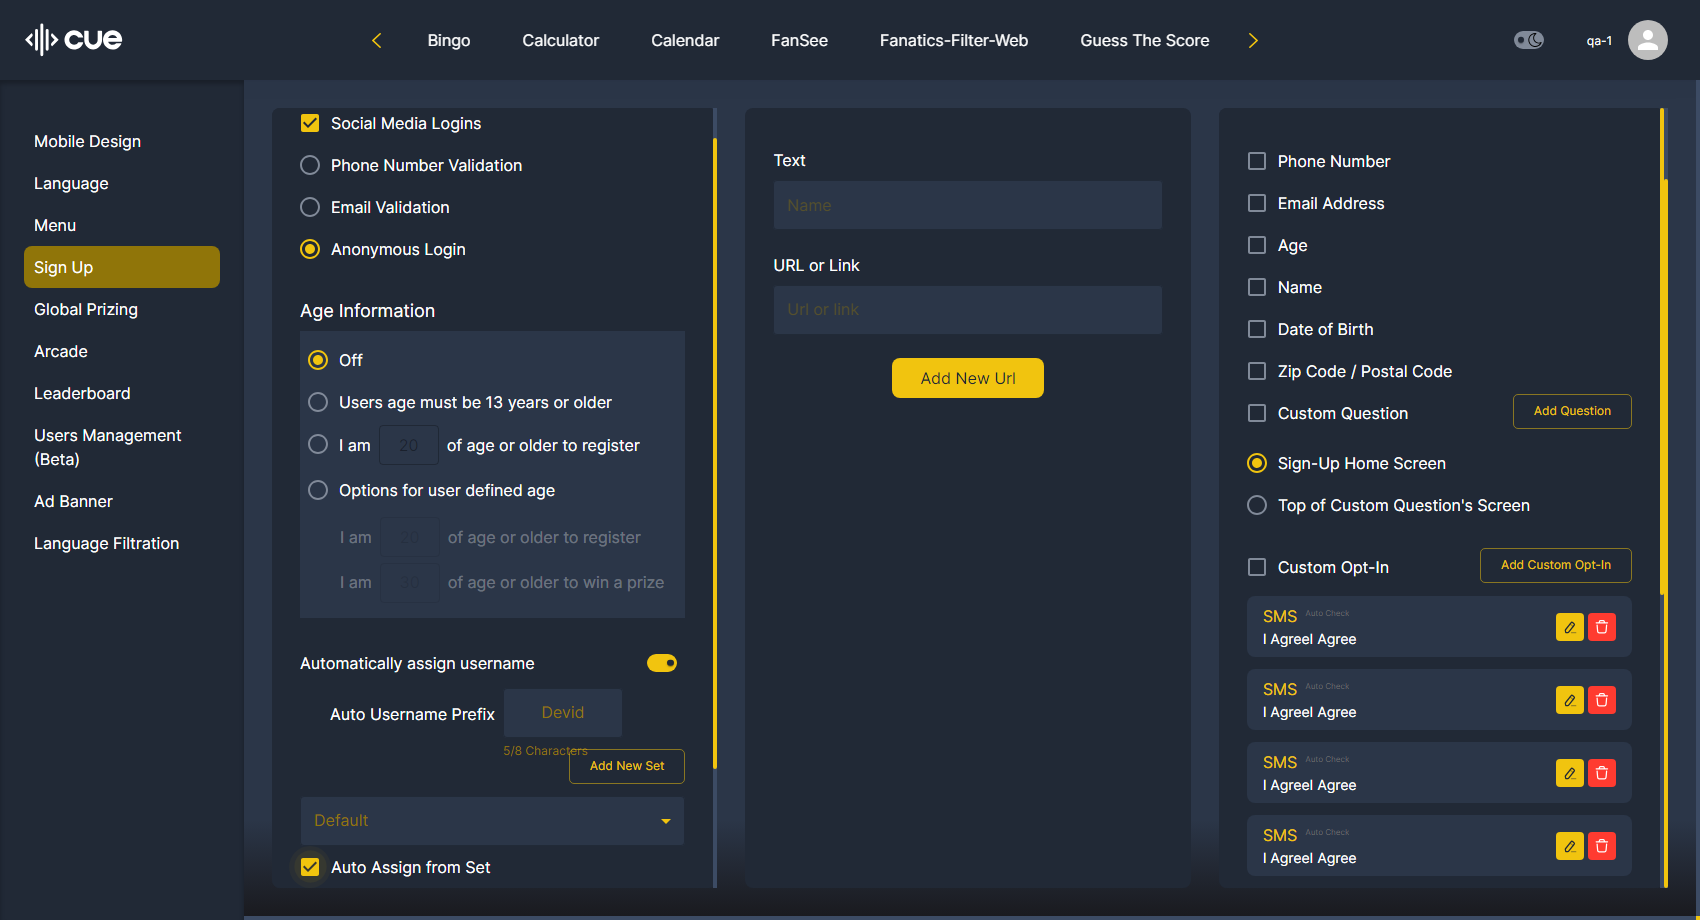 cue
Bingo
Calculator
Calendar
FanSee
Fanatics-Filter-Web
Guess The Score
qa-1
Mobile Design
Language
Menu
Sign Up
Global Prizing
Arcade
Leaderboard
Users Management
(Beta)
Ad Banner
Language Filtration
Social Media Logins
Phone Number Validation
Email Validation
Anonymous Login
Age Information
Off
Users age must be 13 years or older
I am 20 of age or older to register
Options for user defined age
I am 20 of age or older to register
I am 30 of age or older to win a prize
Automatically assign username
Auto Username Prefix Devid
5/8 Characters
Add New Set
Default
Auto Assign from Set
Text
Name
URL or Link
Url or link
Add New Url
Phone Number
Email Address
Age
Name
Date of Birth
Zip Code / Postal Code
Custom Question
Add Question
Sign-Up Home Screen
Top of Custom Question's Screen
Custom Opt-In
Add Custom Opt-In
SMS Auto Check
I AgreeI Agree
SMS Auto Check
I AgreeI Agree
SMS Auto Check
I AgreeI Agree
SMS Auto Check
I AgreeI Agree